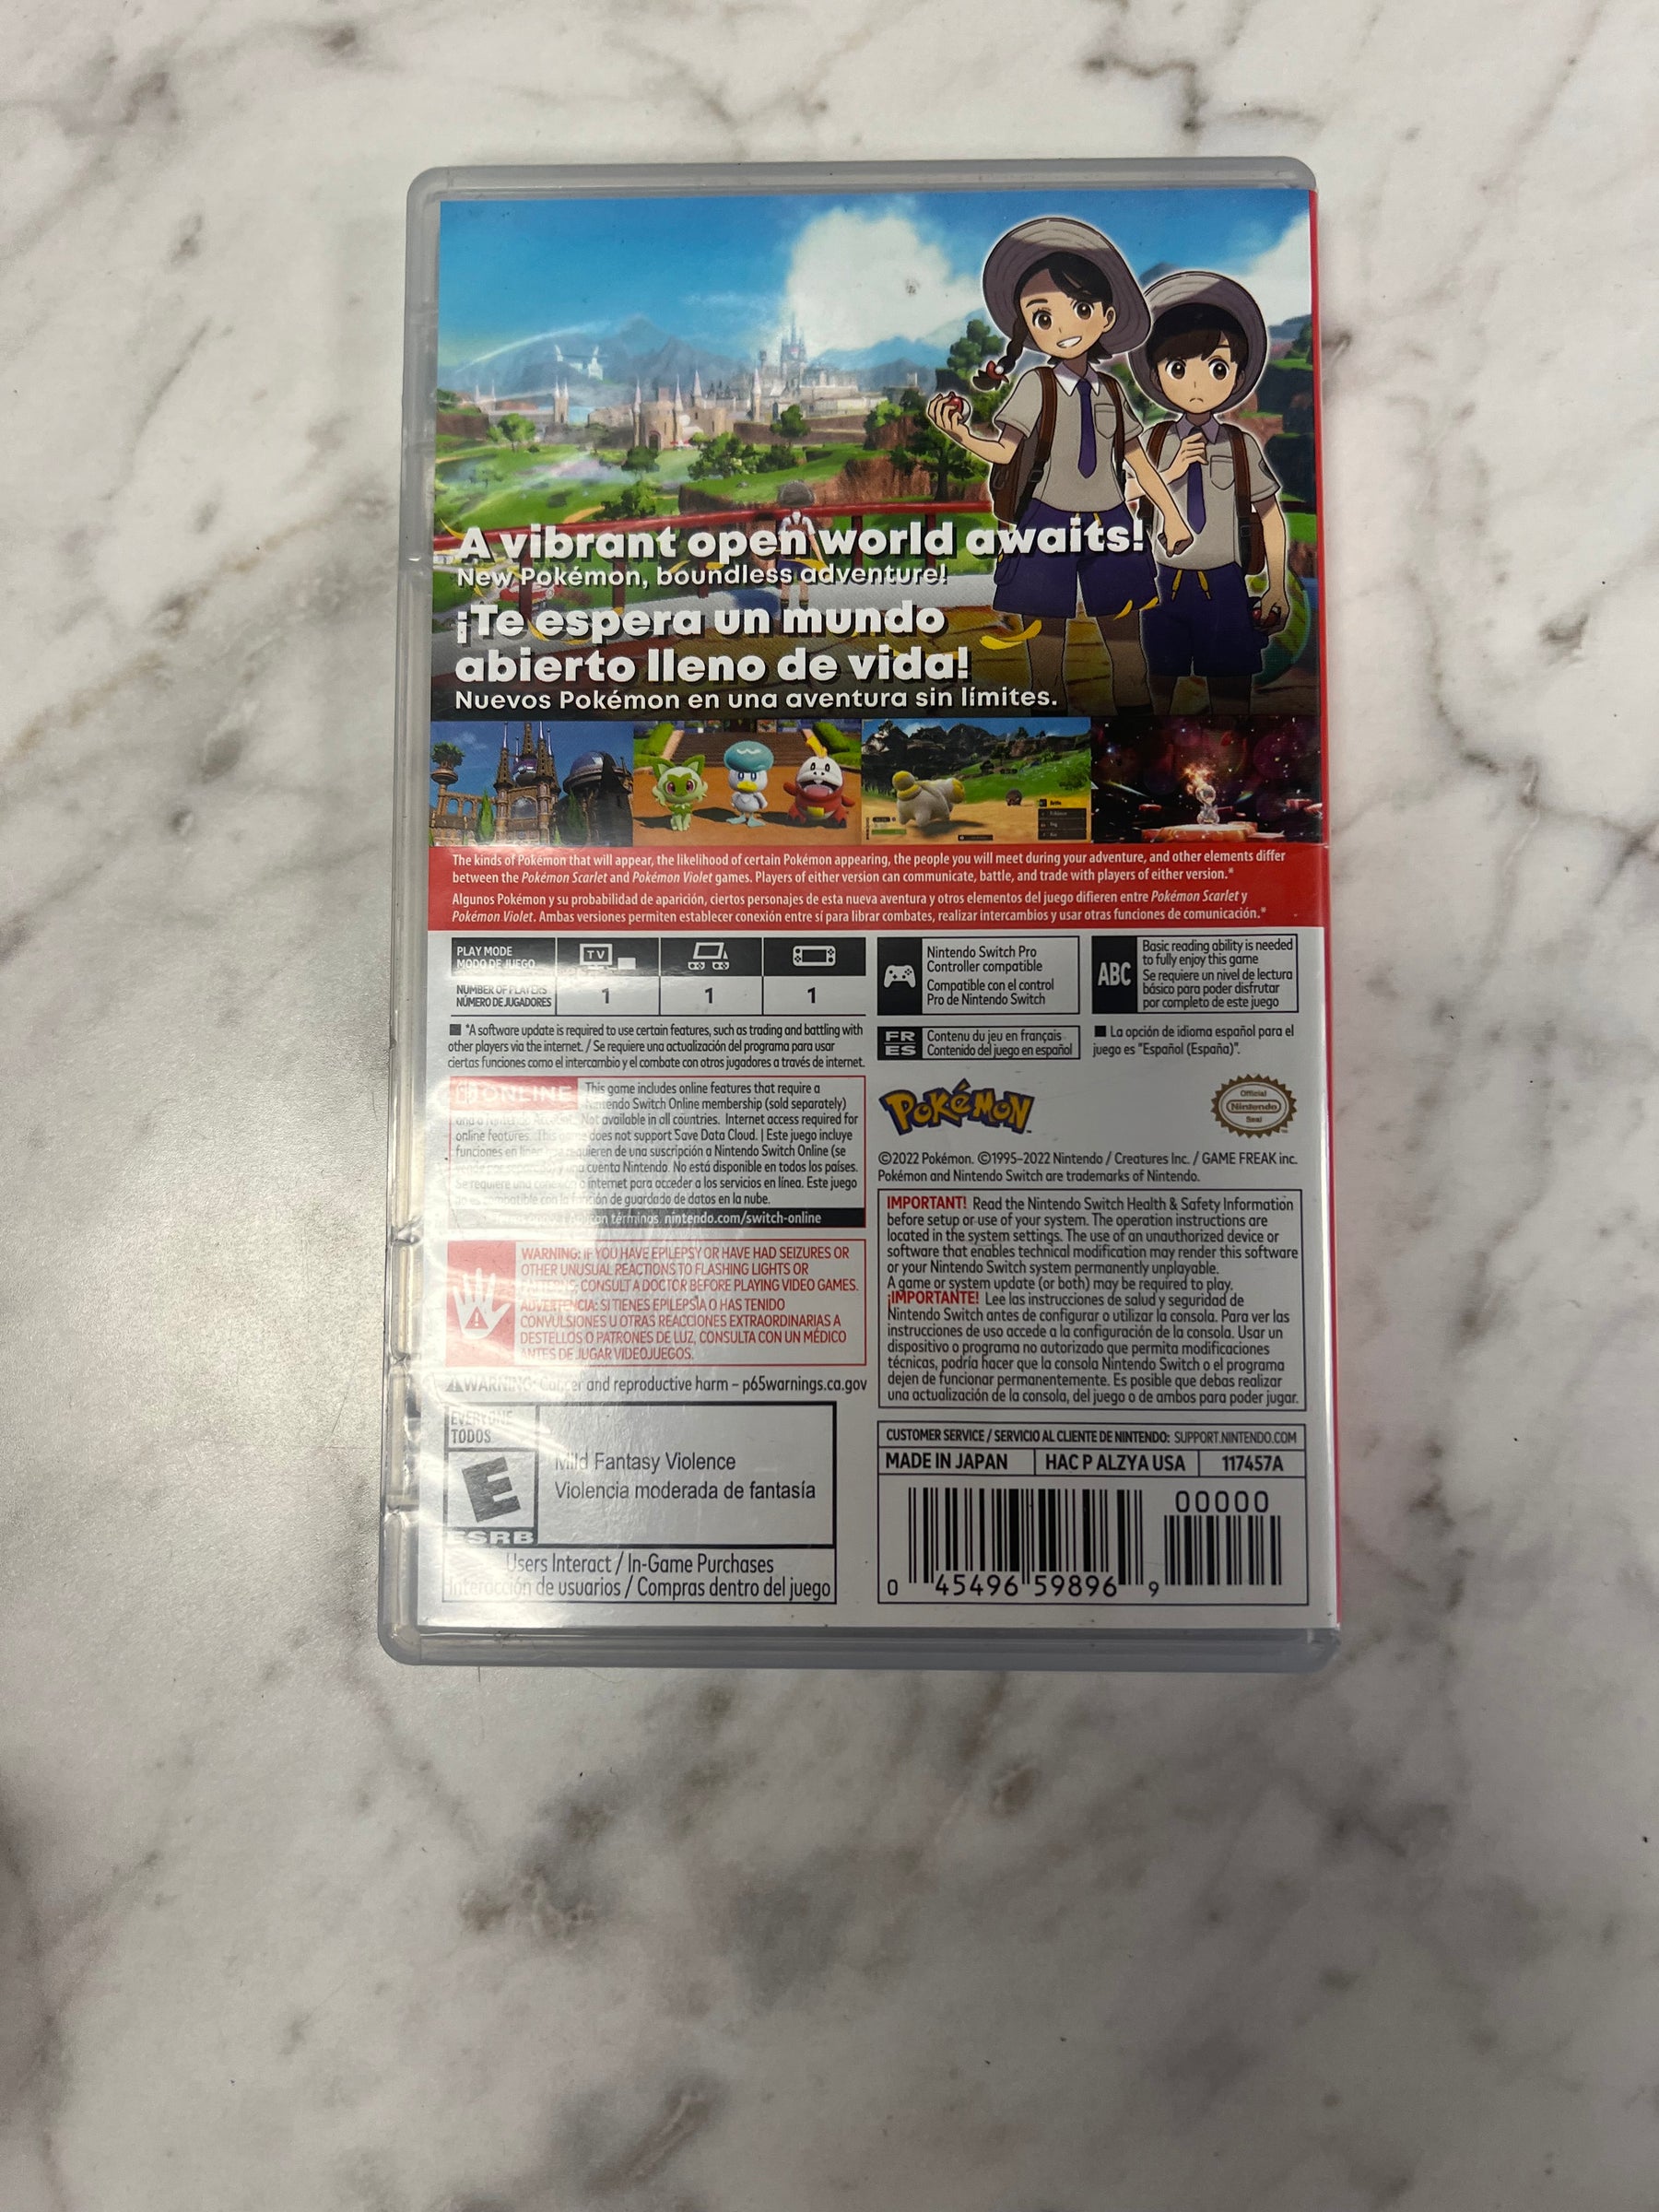 A vibrant open world awaits!
New Pokémon, boundless adventure!
¡Te espera un mundo
abierto lleno de vida!
Nuevos Pokémon en una aventura sin límites.
The kinds of Pokémon that will appear, the likelihood of certain Pokémon appearing, the people you will meet during your adventure, and other elements differ
between the Pokémon Scarlet and Pokémon Violet games. Players of either version can communicate, battle, and trade with players of either version.*
Algunos Pokémon y su probabilidad de aparición, ciertos personajes de esta nueva aventura y otros elementos del juego difieren entre Pokémon Scarlet y
Pokémon Violet. Ambas versiones permiten establecer conexión entre sí para librar combates, realizar intercambios y usar otras funciones de comunicación.*
PLAY MODE
MODO DE JUEGO
TV
NUMBER OF PLAYERS
NÚMERO DE JUGADORES
1 1 1
*A software update is required to use certain features, such as trading and battling with
other players via the internet. / Se requiere una actualización del programa para usar
ciertas funciones como el intercambio y el combate con otros jugadores a través de internet.
ONLINE
This game includes online features that require a
Nintendo Switch Online membership (sold separately)
and a Nintendo Account. Not available in all countries. Internet access required for
online features. This game does not support Save Data Cloud. | Este juego incluye
funciones en línea que requieren de una suscripción a Nintendo Switch Online (se
una cuenta Nintendo. No está disponible en todos los países.
Se requiere una conexión a internet para acceder a los servicios en línea. Este juego
no es compatible con la función de guardado de datos en la nube.
términos. nintendo.com/switch-online
WARNING: IF YOU HAVE EPILEPSY OR HAVE HAD SEIZURES OR
OTHER UNUSUAL REACTIONS TO FLASHING LIGHTS OR
PATTERNS, CONSULT A DOCTOR BEFORE PLAYING VIDEO GAMES.
ADVERTENCIA: SI TIENES EPILEPSIA O HAS TENIDO
CONVULSIONES U OTRAS REACCIONES EXTRAORDINARIAS A
DESTELLOS O PATRONES DE LUZ, CONSULTA CON UN MÉDICO
ANTES DE JUGAR VIDEOJUEGOS.
WARNING: Cancer and reproductive harm – p65warnings.ca.gov
EVERYONE
TODOS
E
ESRB
Mild Fantasy Violence
Violencia moderada de fantasía
Users Interact / In-Game Purchases
Interacción de usuarios / Compras dentro del juego
Nintendo Switch Pro
Controller compatible
Compatible con el control
Pro de Nintendo Switch
ABC
Basic reading ability is needed
to fully enjoy this game
Se requiere un nivel de lectura
básico para poder disfrutar
por completo de este juego
FR
ES
Contenu du jeu en français
Contenido del juego en español
La opción de idioma español para el
juego es "Español (España)".
POKéMON
Official
Nintendo
Seal
©2022 Pokémon. ©1995–2022 Nintendo / Creatures Inc. / GAME FREAK inc.
Pokémon and Nintendo Switch are trademarks of Nintendo.
IMPORTANT! Read the Nintendo Switch Health & Safety Information
before setup or use of your system. The operation instructions are
located in the system settings. The use of an unauthorized device or
software that enables technical modification may render this software
or your Nintendo Switch system permanently unplayable.
A game or system update (or both) may be required to play.
¡IMPORTANTE! Lee las instrucciones de salud y seguridad de
Nintendo Switch antes de configurar o utilizar la consola. Para ver las
instrucciones de uso accede a la configuración de la consola. Usar un
dispositivo o programa no autorizado que permita modificaciones
técnicas, podría hacer que la consola Nintendo Switch o el programa
dejen de funcionar permanentemente. Es posible que debas realizar
una actualización de la consola, del juego o de ambos para poder jugar.
CUSTOMER SERVICE / SERVICIO AL CLIENTE DE NINTENDO: SUPPORT.NINTENDO.COM
MADE IN JAPAN
HAC P ALZYA USA
117457A
00000
0 45496 59896 9